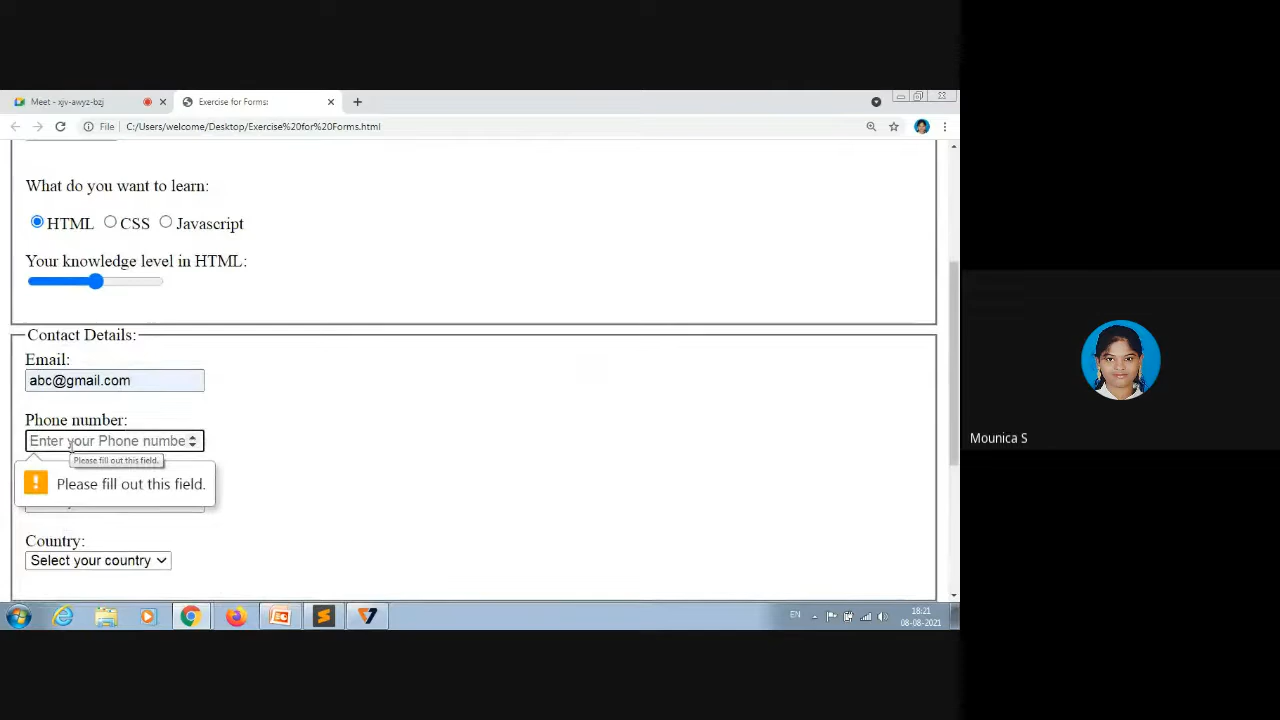 Meet - xjv-awyz-bzj
Exercise for Forms:
File
C:/Users/welcome/Desktop/Exercise%20for%20Forms.html
What do you want to learn:
HTML CSS Javascript
Your knowledge level in HTML:
Contact Details:
Email:
abc@gmail.com
Phone number:
Enter your Phone numbe
Please fill out this field.
Please fill out this field.
Country:
Select your country
EN
18:21
08-08-2021
Mounica S